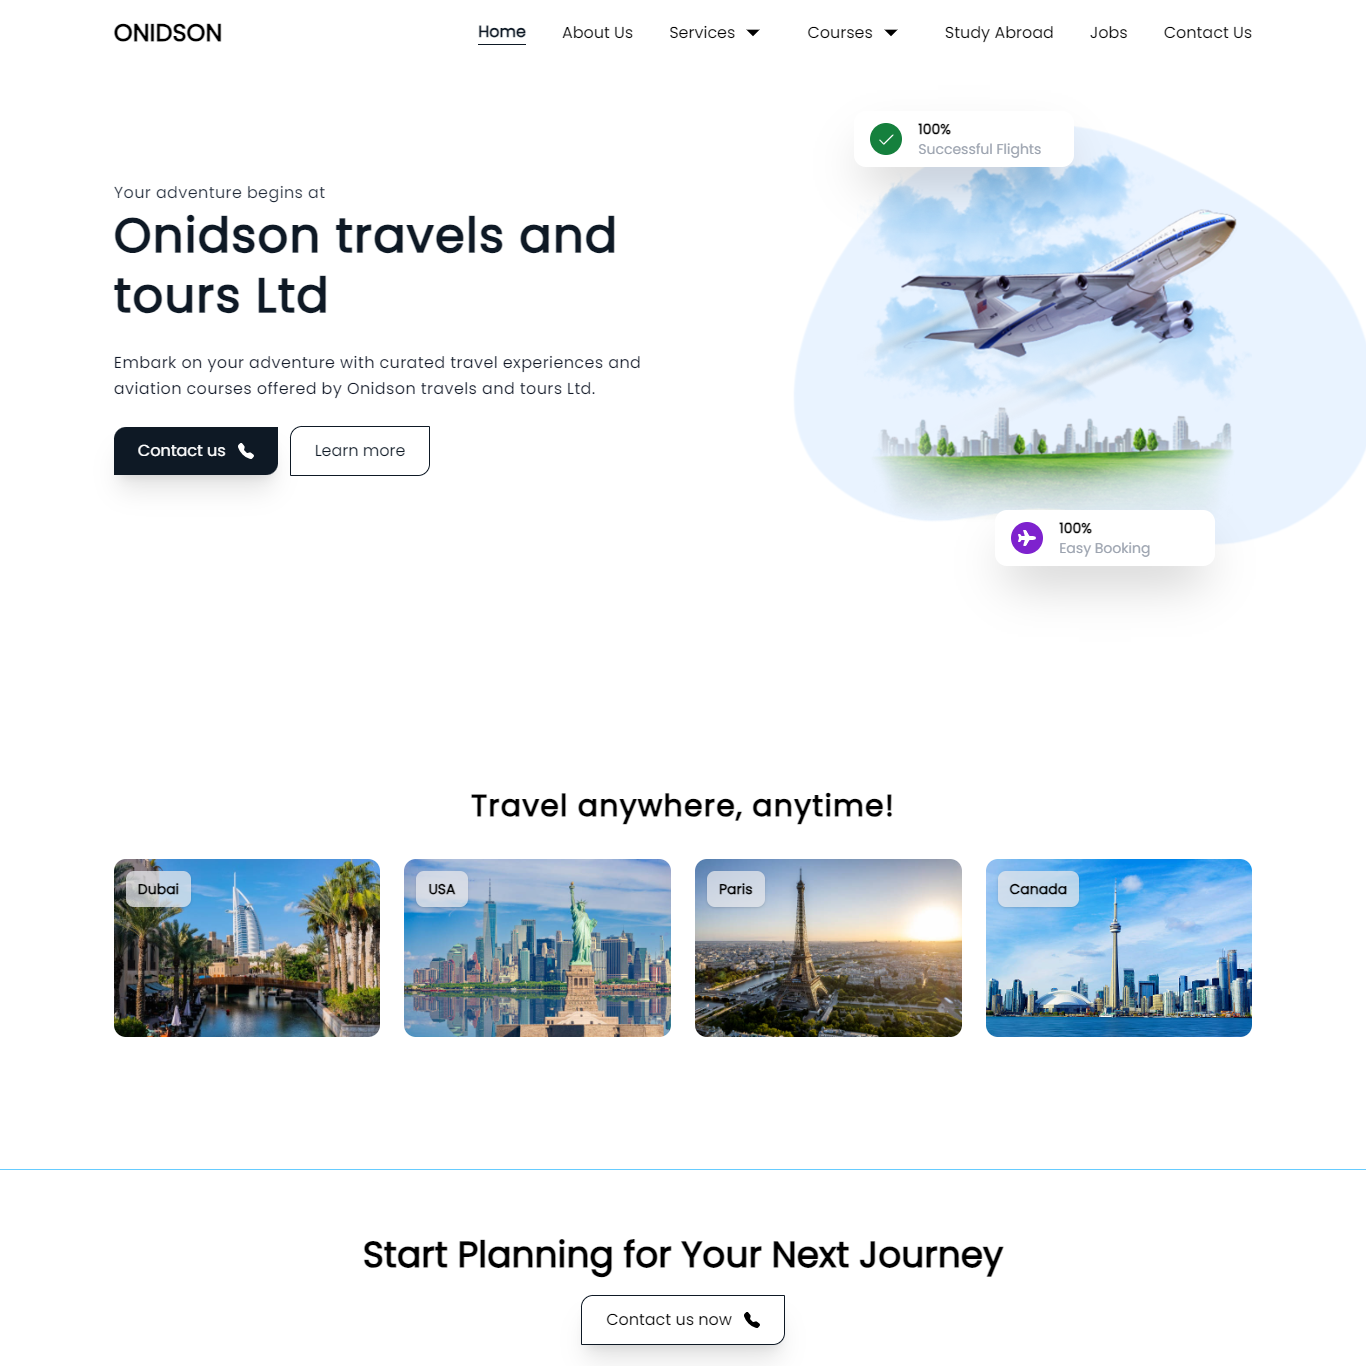 ONIDSON
Home
About Us
Services
Courses
Study Abroad
Jobs
Contact Us
100%
Successful Flights
Your adventure begins at
Onidson travels and
tours Ltd
Embark on your adventure with curated travel experiences and
aviation courses offered by Onidson travels and tours Ltd.
Contact us
Learn more
100%
Easy Booking
Travel anywhere, anytime!
Dubai
USA
Paris
Canada
Start Planning for Your Next Journey
Contact us now